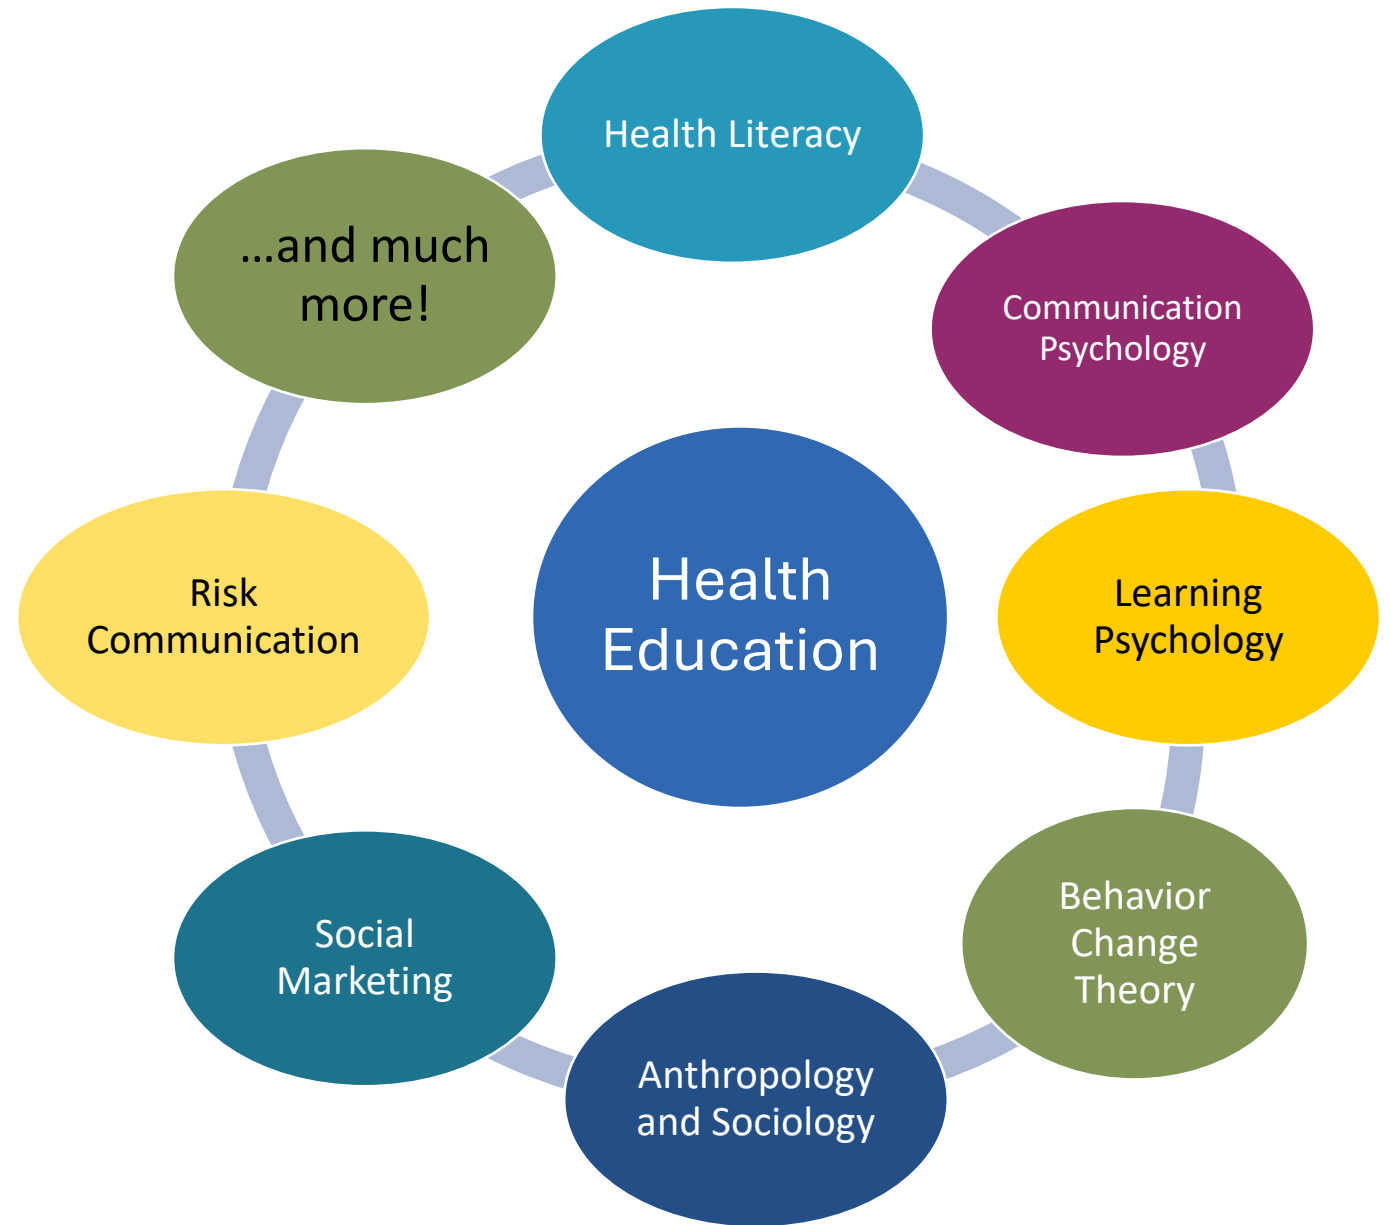 Health Literacy
Communication
Psychology
Learning
Psychology
Behavior
Change
Theory
Anthropology
and Sociology
Social
Marketing
Risk
Communication
...and much
more!
Health
Education